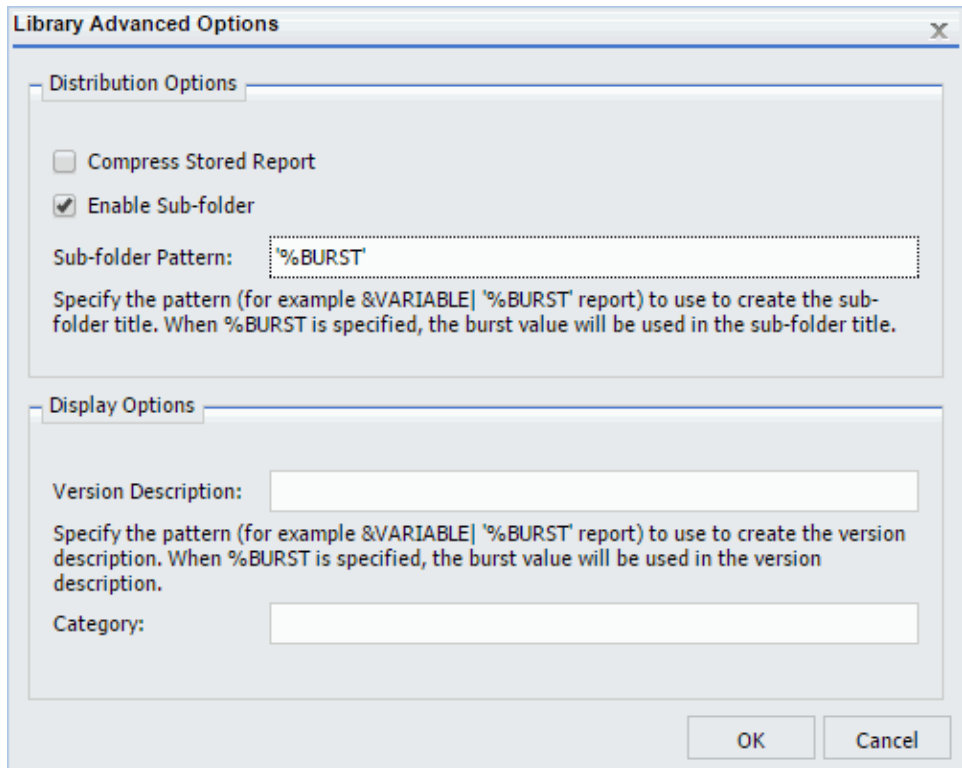 Library Advanced Options
x
Distribution Options
Compress Stored Report
Enable Sub-folder
Sub-folder Pattern: '%BURST'
Specify the pattern (for example &VARIABLE| '%BURST' report) to use to create the sub-
folder title. When %BURST is specified, the burst value will be used in the sub-folder title.
Display Options
Version Description:
Specify the pattern (for example &VARIABLE| '%BURST' report) to use to create the version
description. When %BURST is specified, the burst value will be used in the version
description.
Category:
OK Cancel